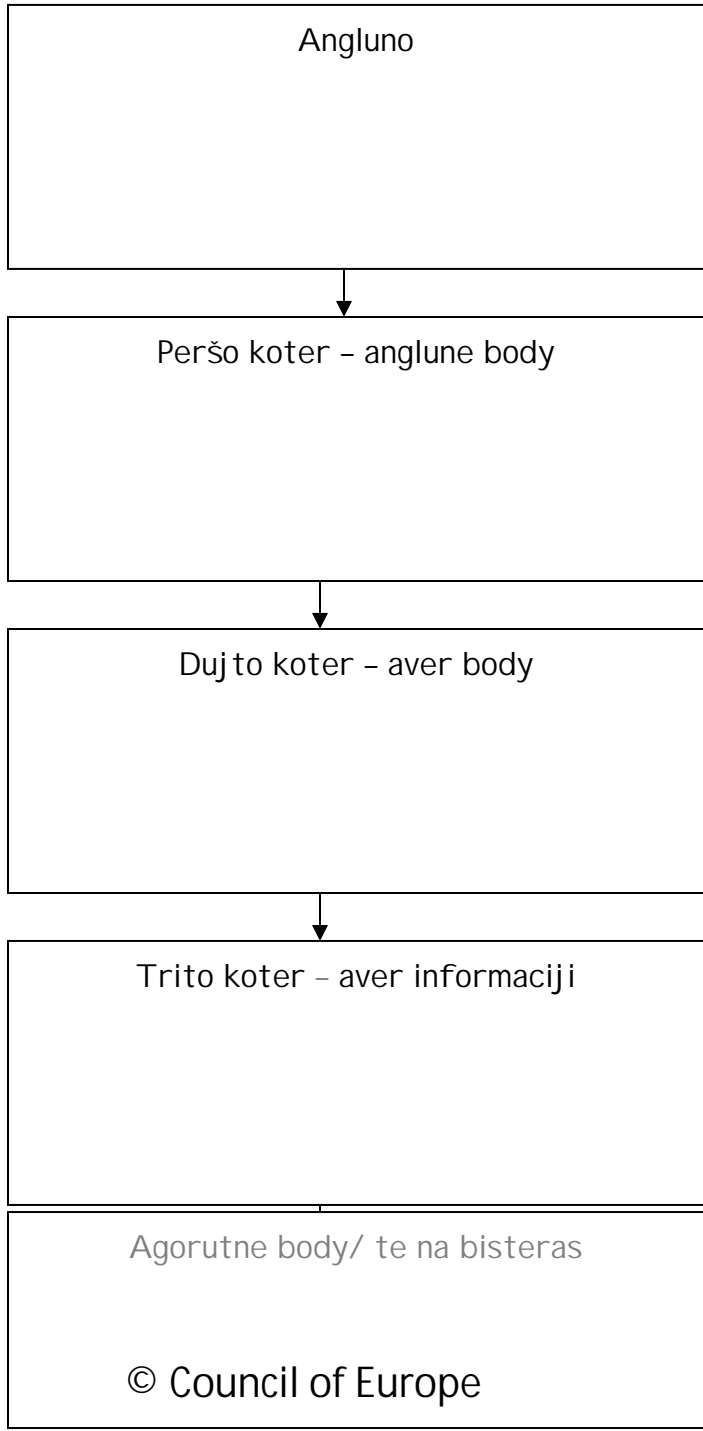 Angluno
Peršo koter – anglune body
Dujto koter – aver body
Trito koter – aver informaciji
Agorutne body/ te na bisteras
© Council of Europe